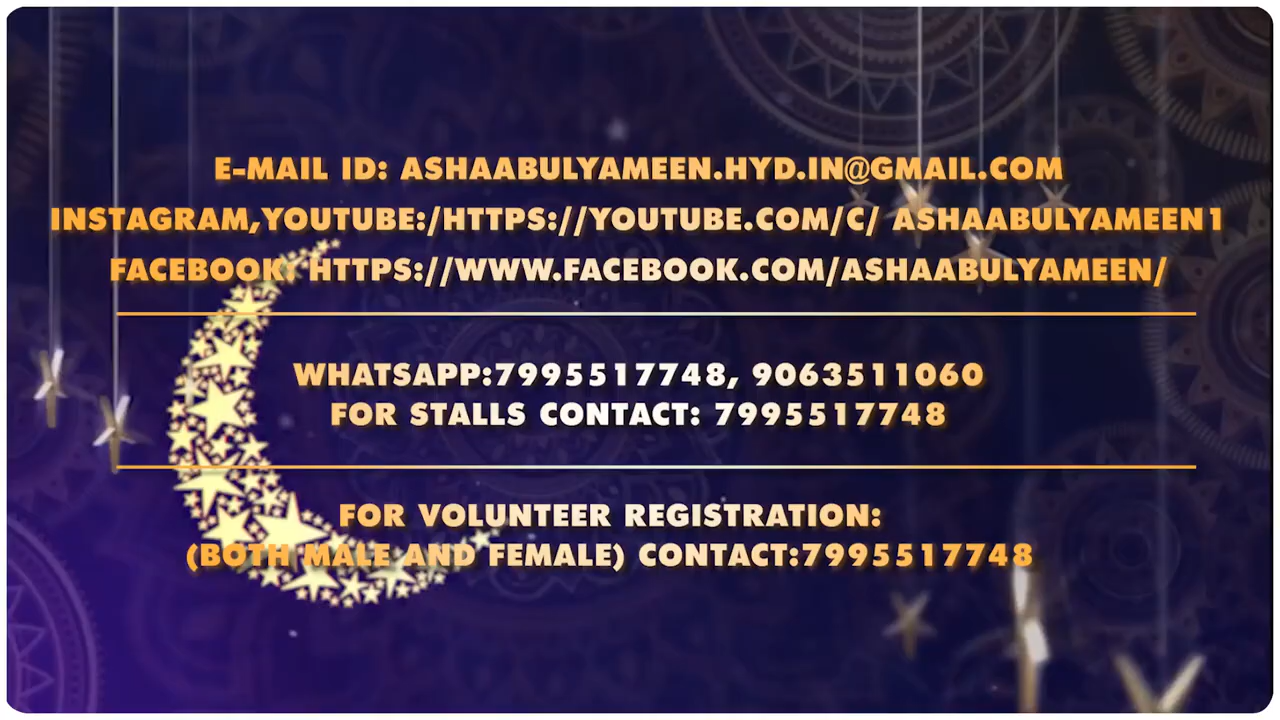 E-MAIL ID: ASHAABULYAMEEN.HYD.IN@GMAIL.COM
INSTAGRAM,YOUTUBE:/HTTPS://YOUTUBE.COM/C/ ASHAABULYAMEEN1
FACEBOOK: HTTPS://WWW.FACEBOOK.COM/ASHAABULYAMEEN/
WHATSAPP:7995517748, 9063511060
FOR STALLS CONTACT: 7995517748
FOR VOLUNTEER REGISTRATION:
(BOTH MALE AND FEMALE) CONTACT:7995517748